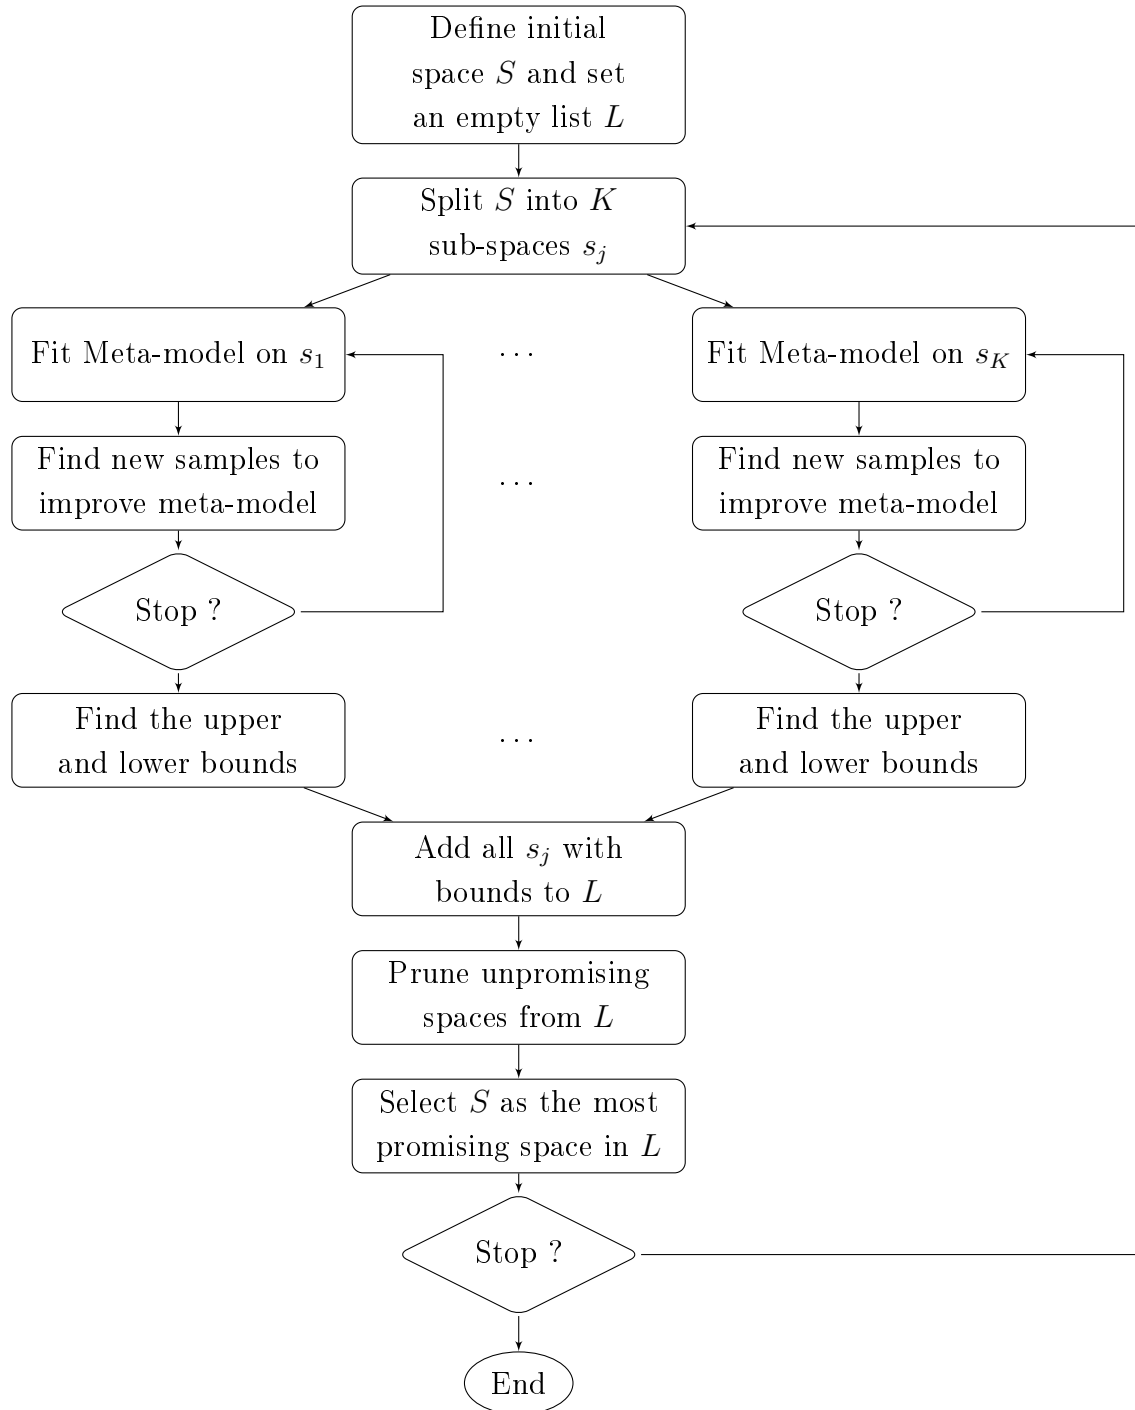 Define initial
space S and set
an empty list L
Split S into K
sub-spaces s_j
Fit Meta-model on s_1
. . .
Fit Meta-model on s_K
Find new samples to
improve meta-model
. . .
Find new samples to
improve meta-model
Stop ?
Stop ?
Find the upper
and lower bounds
. . .
Find the upper
and lower bounds
Add all s_j with
bounds to L
Prune unpromising
spaces from L
Select S as the most
promising space in L
Stop ?
End